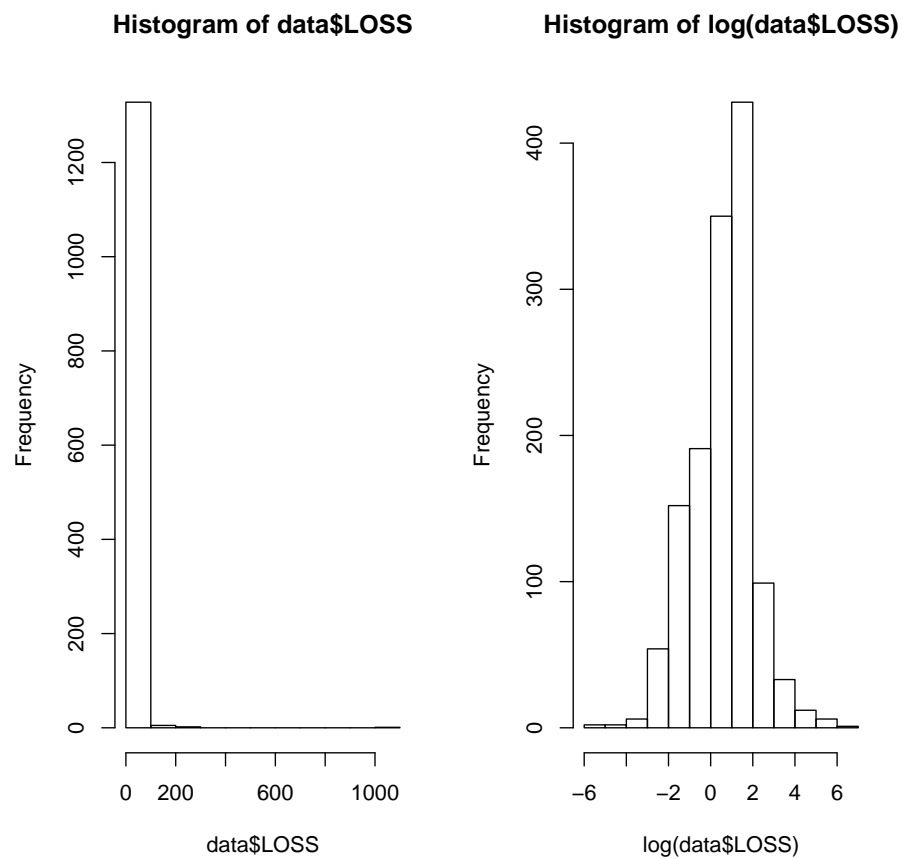 Histogram of data$LOSS
Frequency
0
200
400
600
800
1000
1200
0 200 600 1000
data$LOSS
Histogram of log(data$LOSS)
Frequency
0
100
200
300
400
−6 −2 0 2 4 6
log(data$LOSS)